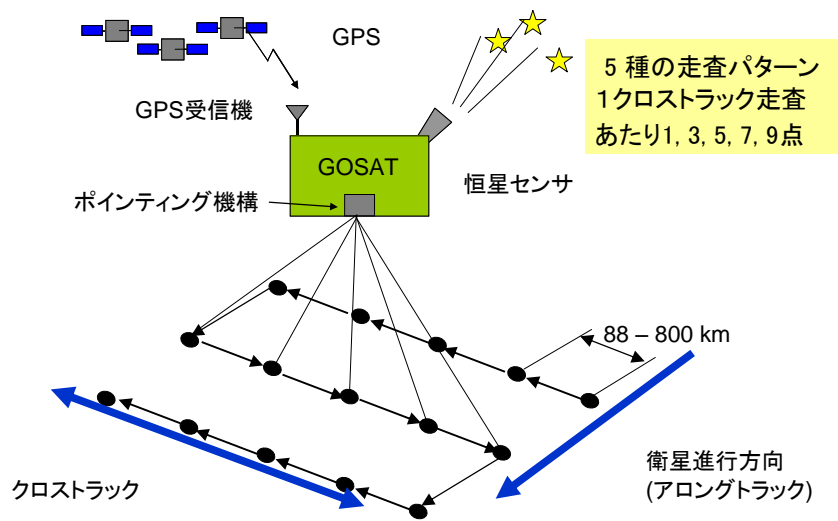 GPS
5 種の走査パターン
1クロストラック走査
あたり1, 3, 5, 7, 9点
GPS受信機
GOSAT
恒星センサ
ポインティング機構
88 – 800 km
クロストラック
衛星進行方向
(アロングトラック)